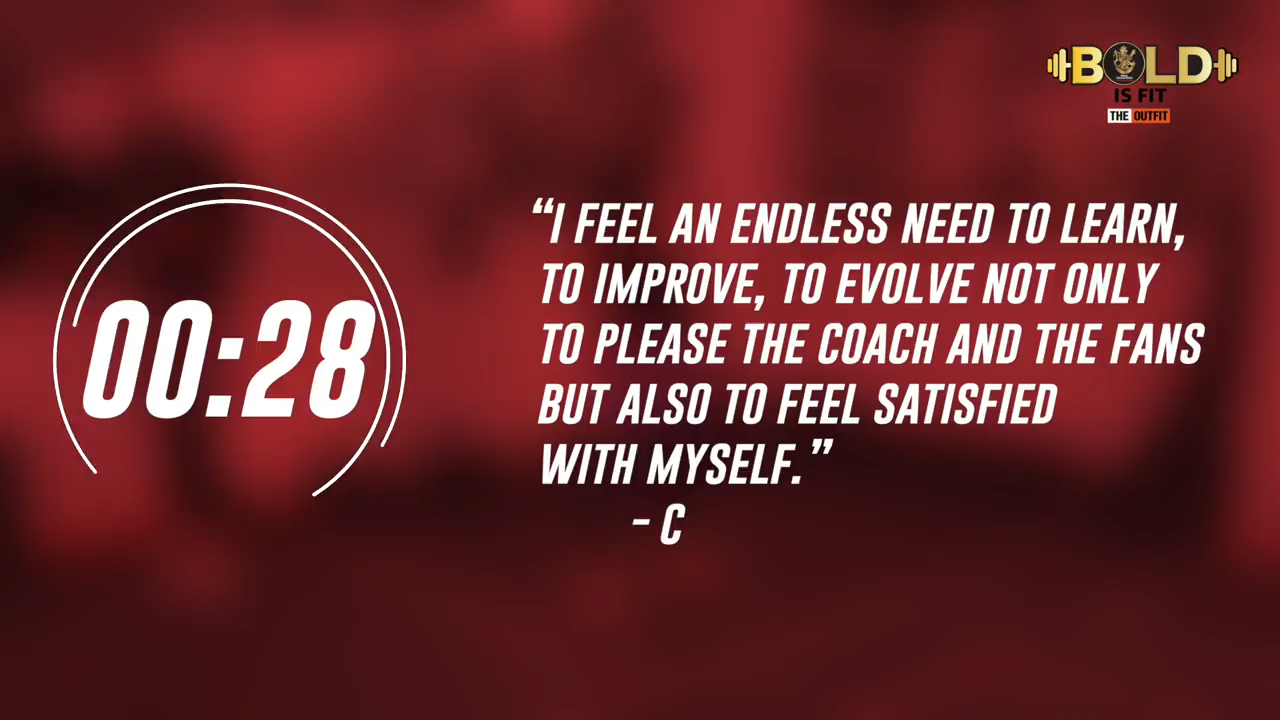 BOLD
IS FIT
THE OUTFIT
00:28
“I FEEL AN ENDLESS NEED TO LEARN,
TO IMPROVE, TO EVOLVE NOT ONLY
TO PLEASE THE COACH AND THE FANS
BUT ALSO TO FEEL SATISFIED
WITH MYSELF.”
- C